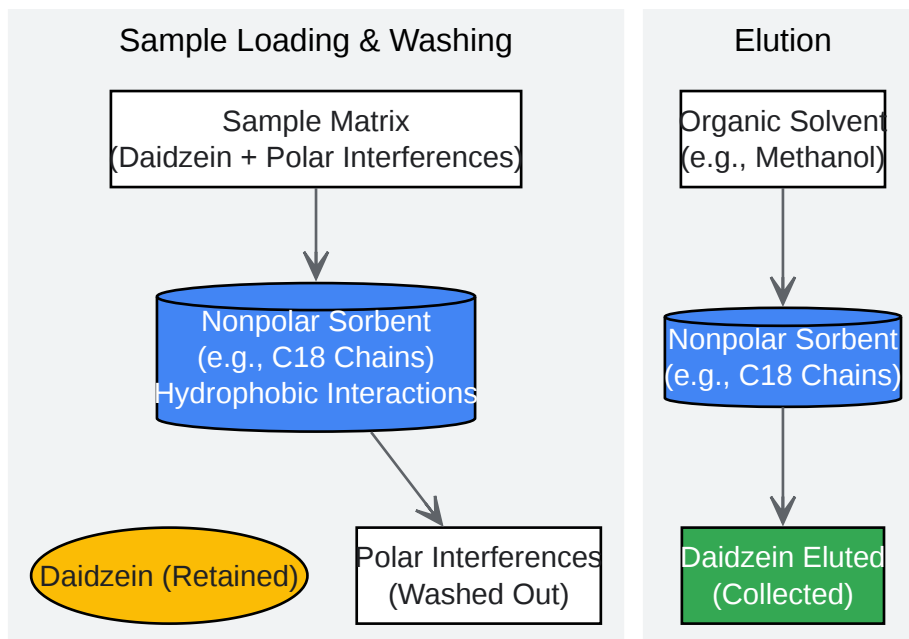 Sample Loading & Washing
Sample Matrix
(Daidzein + Polar Interferences)
Nonpolar Sorbent
(e.g., C18 Chains)
Hydrophobic Interactions
Daidzein (Retained)
Polar Interferences
(Washed Out)
Elution
Organic Solvent
(e.g., Methanol)
Nonpolar Sorbent
(e.g., C18 Chains)
Daidzein Eluted
(Collected)